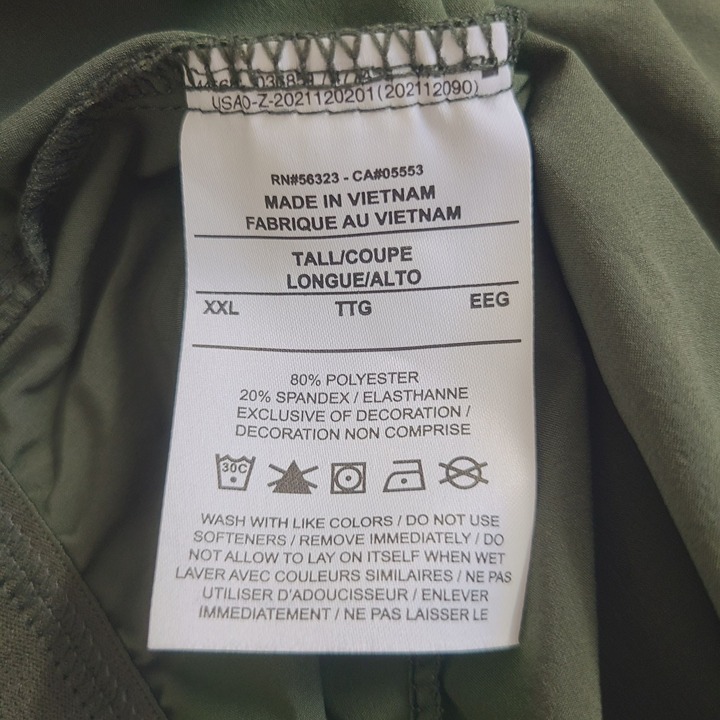 USA0-Z-2021120201(202112090)
RN#56323 - CA#05553
MADE IN VIETNAM
FABRIQUE AU VIETNAM
TALL/COUPE
LONGUE/ALTO
XXL TTG EEG
80% POLYESTER
20% SPANDEX / ELASTHANNE
EXCLUSIVE OF DECORATION /
DECORATION NON COMPRISE
30C
WASH WITH LIKE COLORS / DO NOT USE
SOFTENERS / REMOVE IMMEDIATELY / DO
NOT ALLOW TO LAY ON ITSELF WHEN WET
LAVER AVEC COULEURS SIMILAIRES / NE PAS
UTILISER D'ADOUCISSEUR / ENLEVER
IMMEDIATEMENT / NE PAS LAISSER LE